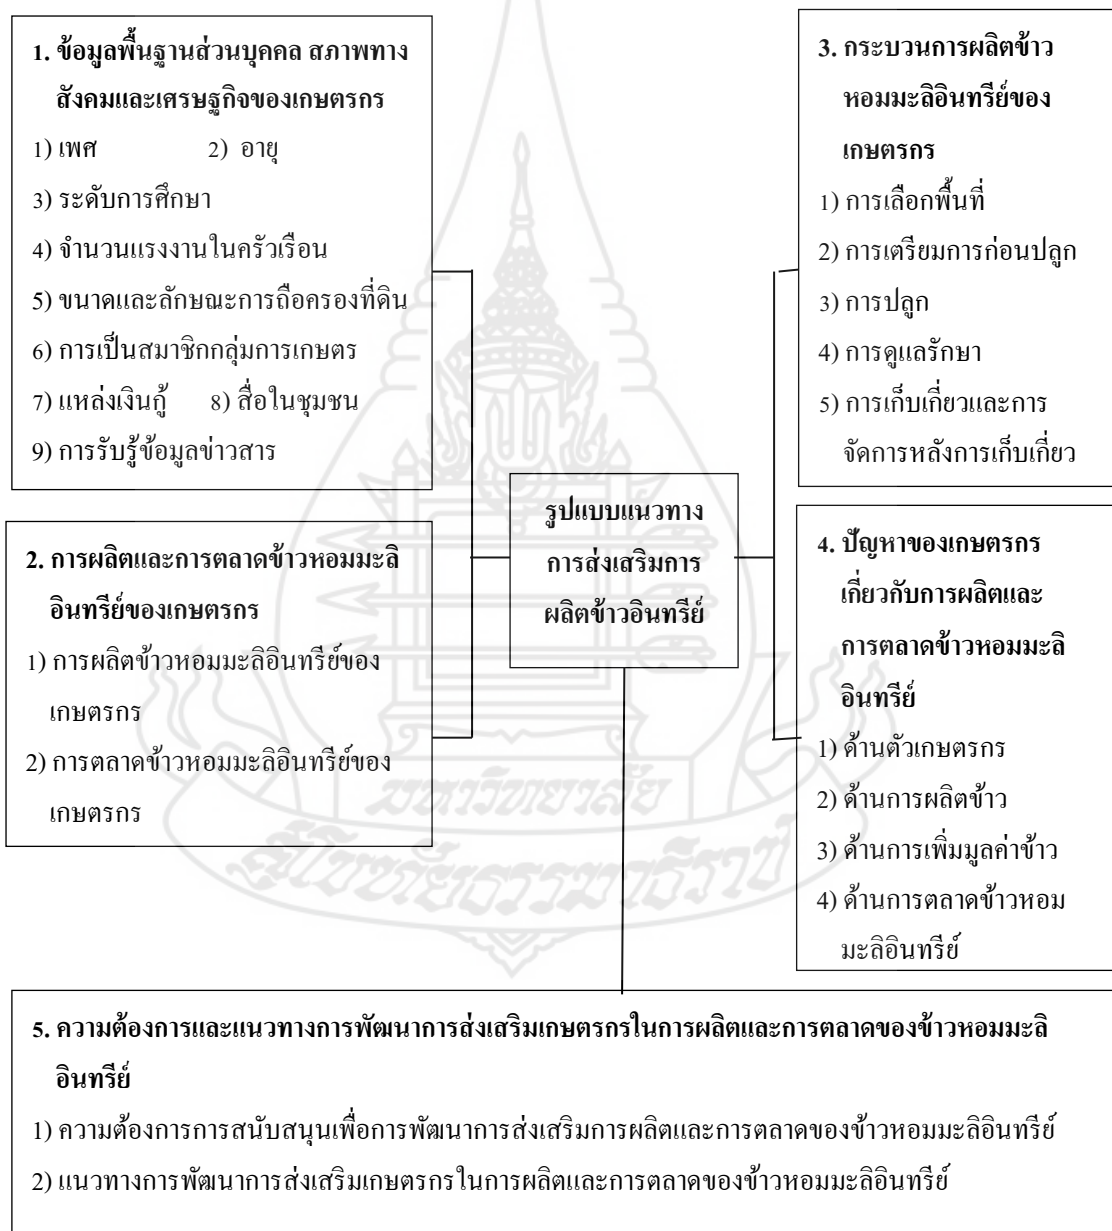 1. ข้อมูลพื้นฐานส่วนบุคคล สภาพทาง
สังคมและเศรษฐกิจของเกษตรกร
1) เพศ 2) อายุ
3) ระดับการศึกษา
4) จำนวนแรงงานในครัวเรือน
5) ขนาดและลักษณะการถือครองที่ดิน
6) การเป็นสมาชิกกลุ่มการเกษตร
7) แหล่งเงินกู้ 8) สื่อในชุมชน
9) การรับรู้ข้อมูลข่าวสาร
2. การผลิตและการตลาดข้าวหอมมะลิ
อินทรีย์ของเกษตรกร
1) การผลิตข้าวหอมมะลิอินทรีย์ของ
เกษตรกร
2) การตลาดข้าวหอมมะลิอินทรีย์ของ
เกษตรกร
รูปแบบแนวทาง
การส่งเสริมการ
ผลิตข้าวอินทรีย์
3. กระบวนการผลิตข้าว
หอมมะลิอินทรีย์ของ
เกษตรกร
1) การเลือกพื้นที่
2) การเตรียมการก่อนปลูก
3) การปลูก
4) การดูแลรักษา
5) การเก็บเกี่ยวและการ
จัดการหลังการเก็บเกี่ยว
4. ปัญหาของเกษตรกร
เกี่ยวกับการผลิตและ
การตลาดข้าวหอมมะลิ
อินทรีย์
1) ด้านตัวเกษตรกร
2) ด้านการผลิตข้าว
3) ด้านการเพิ่มมูลค่าข้าว
4) ด้านการตลาดข้าวหอม
มะลิอินทรีย์
มหาวิทยาลัย
สุโขทัยธรรมาธิราช
5. ความต้องการและแนวทางการพัฒนาการส่งเสริมเกษตรกรในการผลิตและการตลาดของข้าวหอมมะลิ
อินทรีย์
1) ความต้องการการสนับสนุนเพื่อการพัฒนาการส่งเสริมการผลิตและการตลาดของข้าวหอมมะลิอินทรีย์
2) แนวทางการพัฒนาการส่งเสริมเกษตรกรในการผลิตและการตลาดของข้าวหอมมะลิอินทรีย์